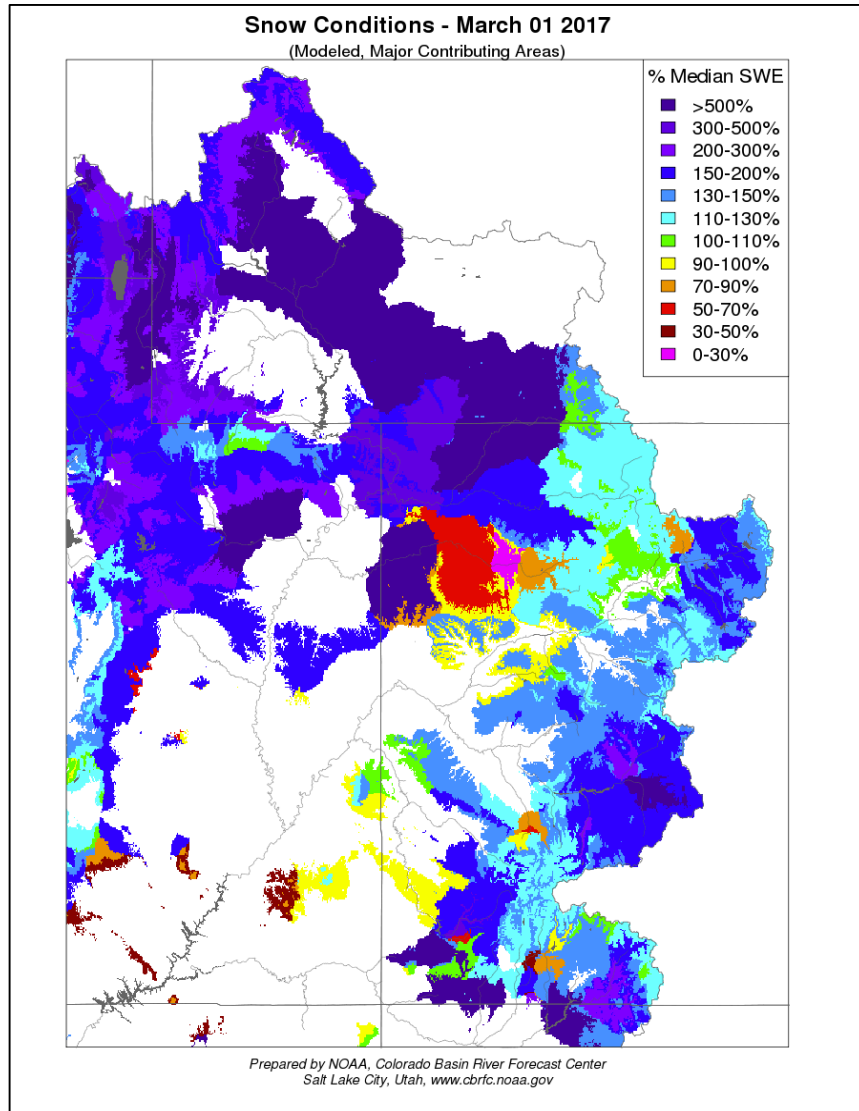 Snow Conditions - March 01 2017
(Modeled, Major Contributing Areas)
% Median SWE
>500%
300-500%
200-300%
150-200%
130-150%
110-130%
100-110%
90-100%
70-90%
50-70%
30-50%
0-30%
Prepared by NOAA, Colorado Basin River Forecast Center
Salt Lake City, Utah, www.cbrfc.noaa.gov